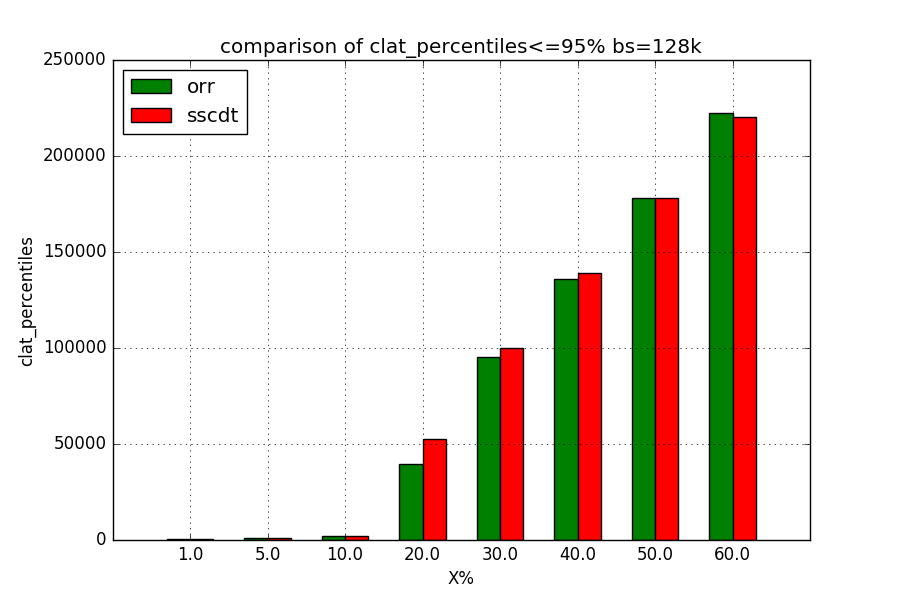 comparison of clat_percentiles<=95% bs=128k
250000
200000
150000
100000
50000
0
clat_percentiles
orr
sscdt
1.0 5.0 10.0 20.0 30.0 40.0 50.0 60.0
X%